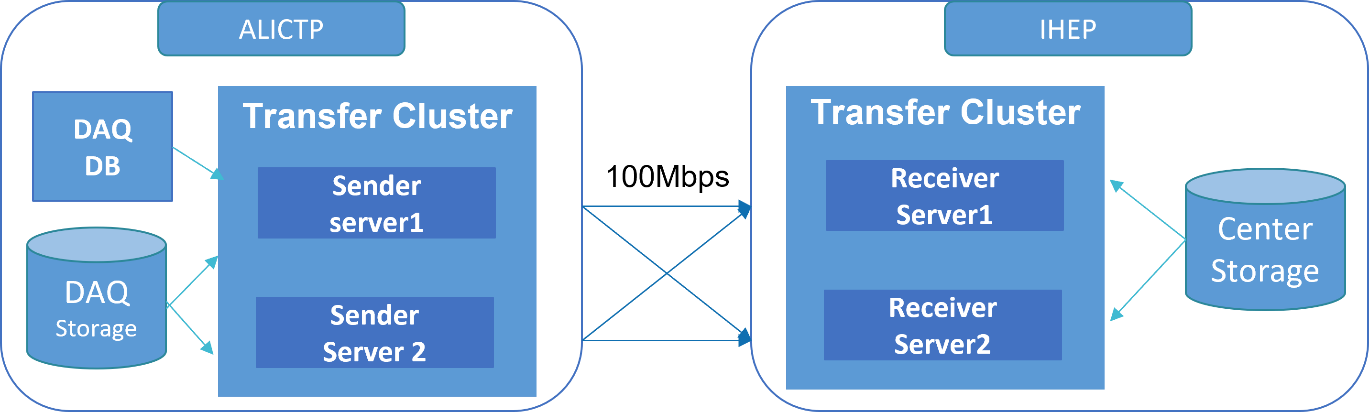 ALICTP
DAQ
DB
DAQ
Storage
Transfer Cluster
Sender
server1
Sender
Server 2
100Mbps
IHEP
Transfer Cluster
Receiver
Server1
Receiver
Server2
Center
Storage